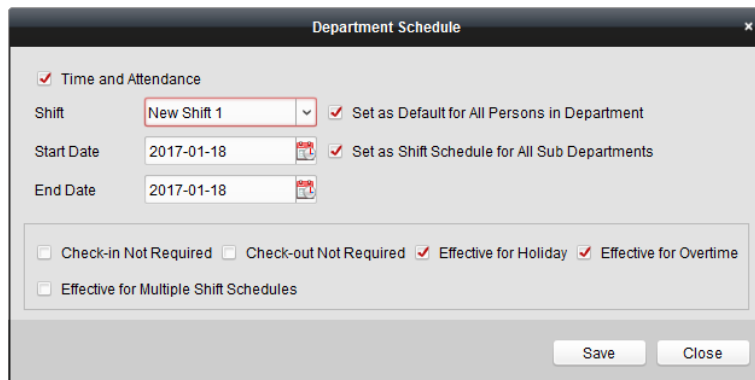 Department Schedule
Time and Attendance
Shift New Shift 1 Set as Default for All Persons in Department
Start Date 2017-01-18 Set as Shift Schedule for All Sub Departments
End Date 2017-01-18
Check-in Not Required Check-out Not Required Effective for Holiday Effective for Overtime
Effective for Multiple Shift Schedules
Save Close